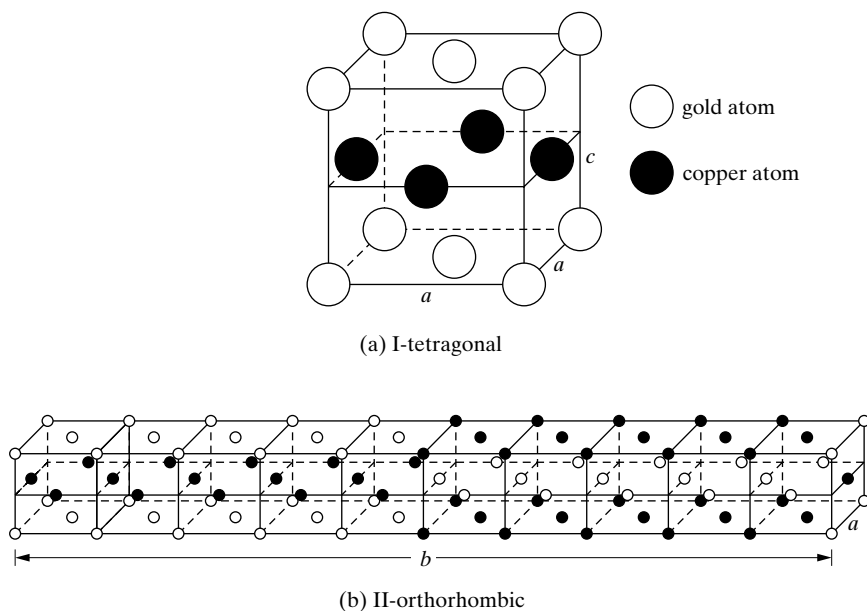 gold atom
c
copper atom
a
a
(a) I-tetragonal
a
b
(b) II-orthorhombic